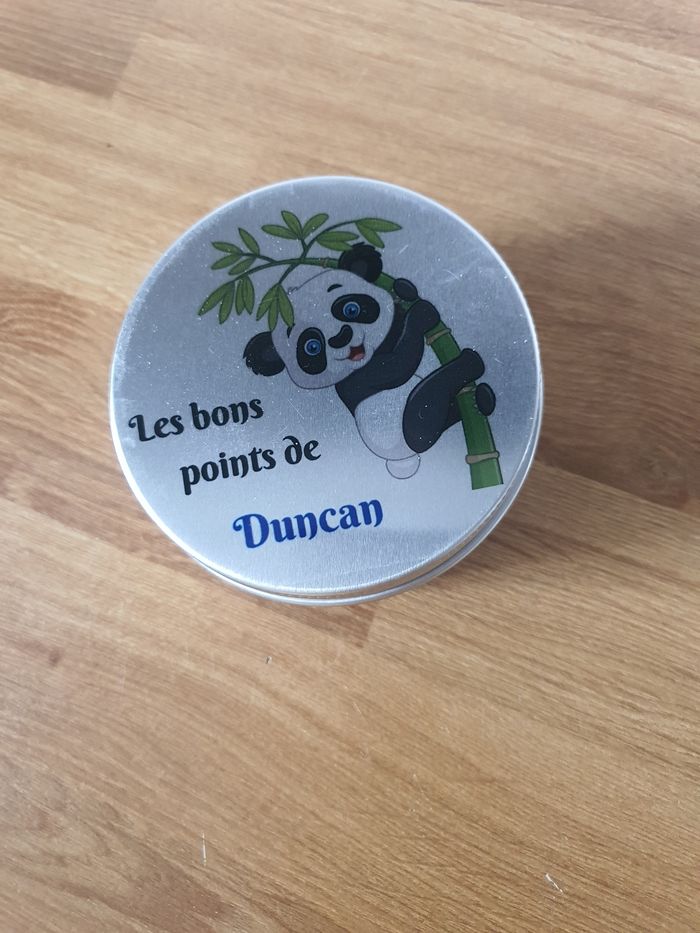 Les bons
points de
Duncan